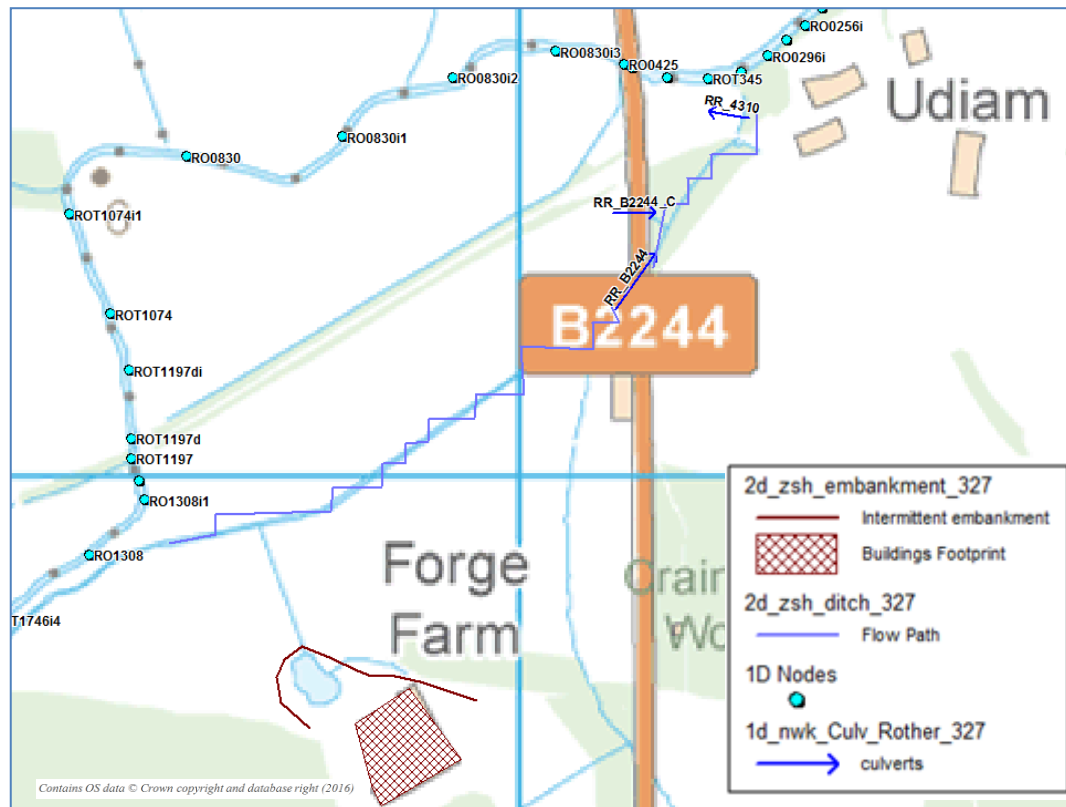 RO0256i
RO0830i3
RO0425
RO0296i
RO0830i2
ROT345
RR_4310
Udiam
RO0830i1
RO0830
RR_B2244_C
ROT1074i1
RR_B2244
ROT1074
B2244
ROT1197di
ROT1197d
ROT1197
RO1308i1
RO1308
Forge
Farm
T1746i4
2d_zsh_embankment_327
Intermittent embankment
Buildings Footprint
2d_zsh_ditch_327
Flow Path
1D Nodes
1d_nwk_Culv_Rother_327
culverts
Contains OS data © Crown copyright and database right (2016)